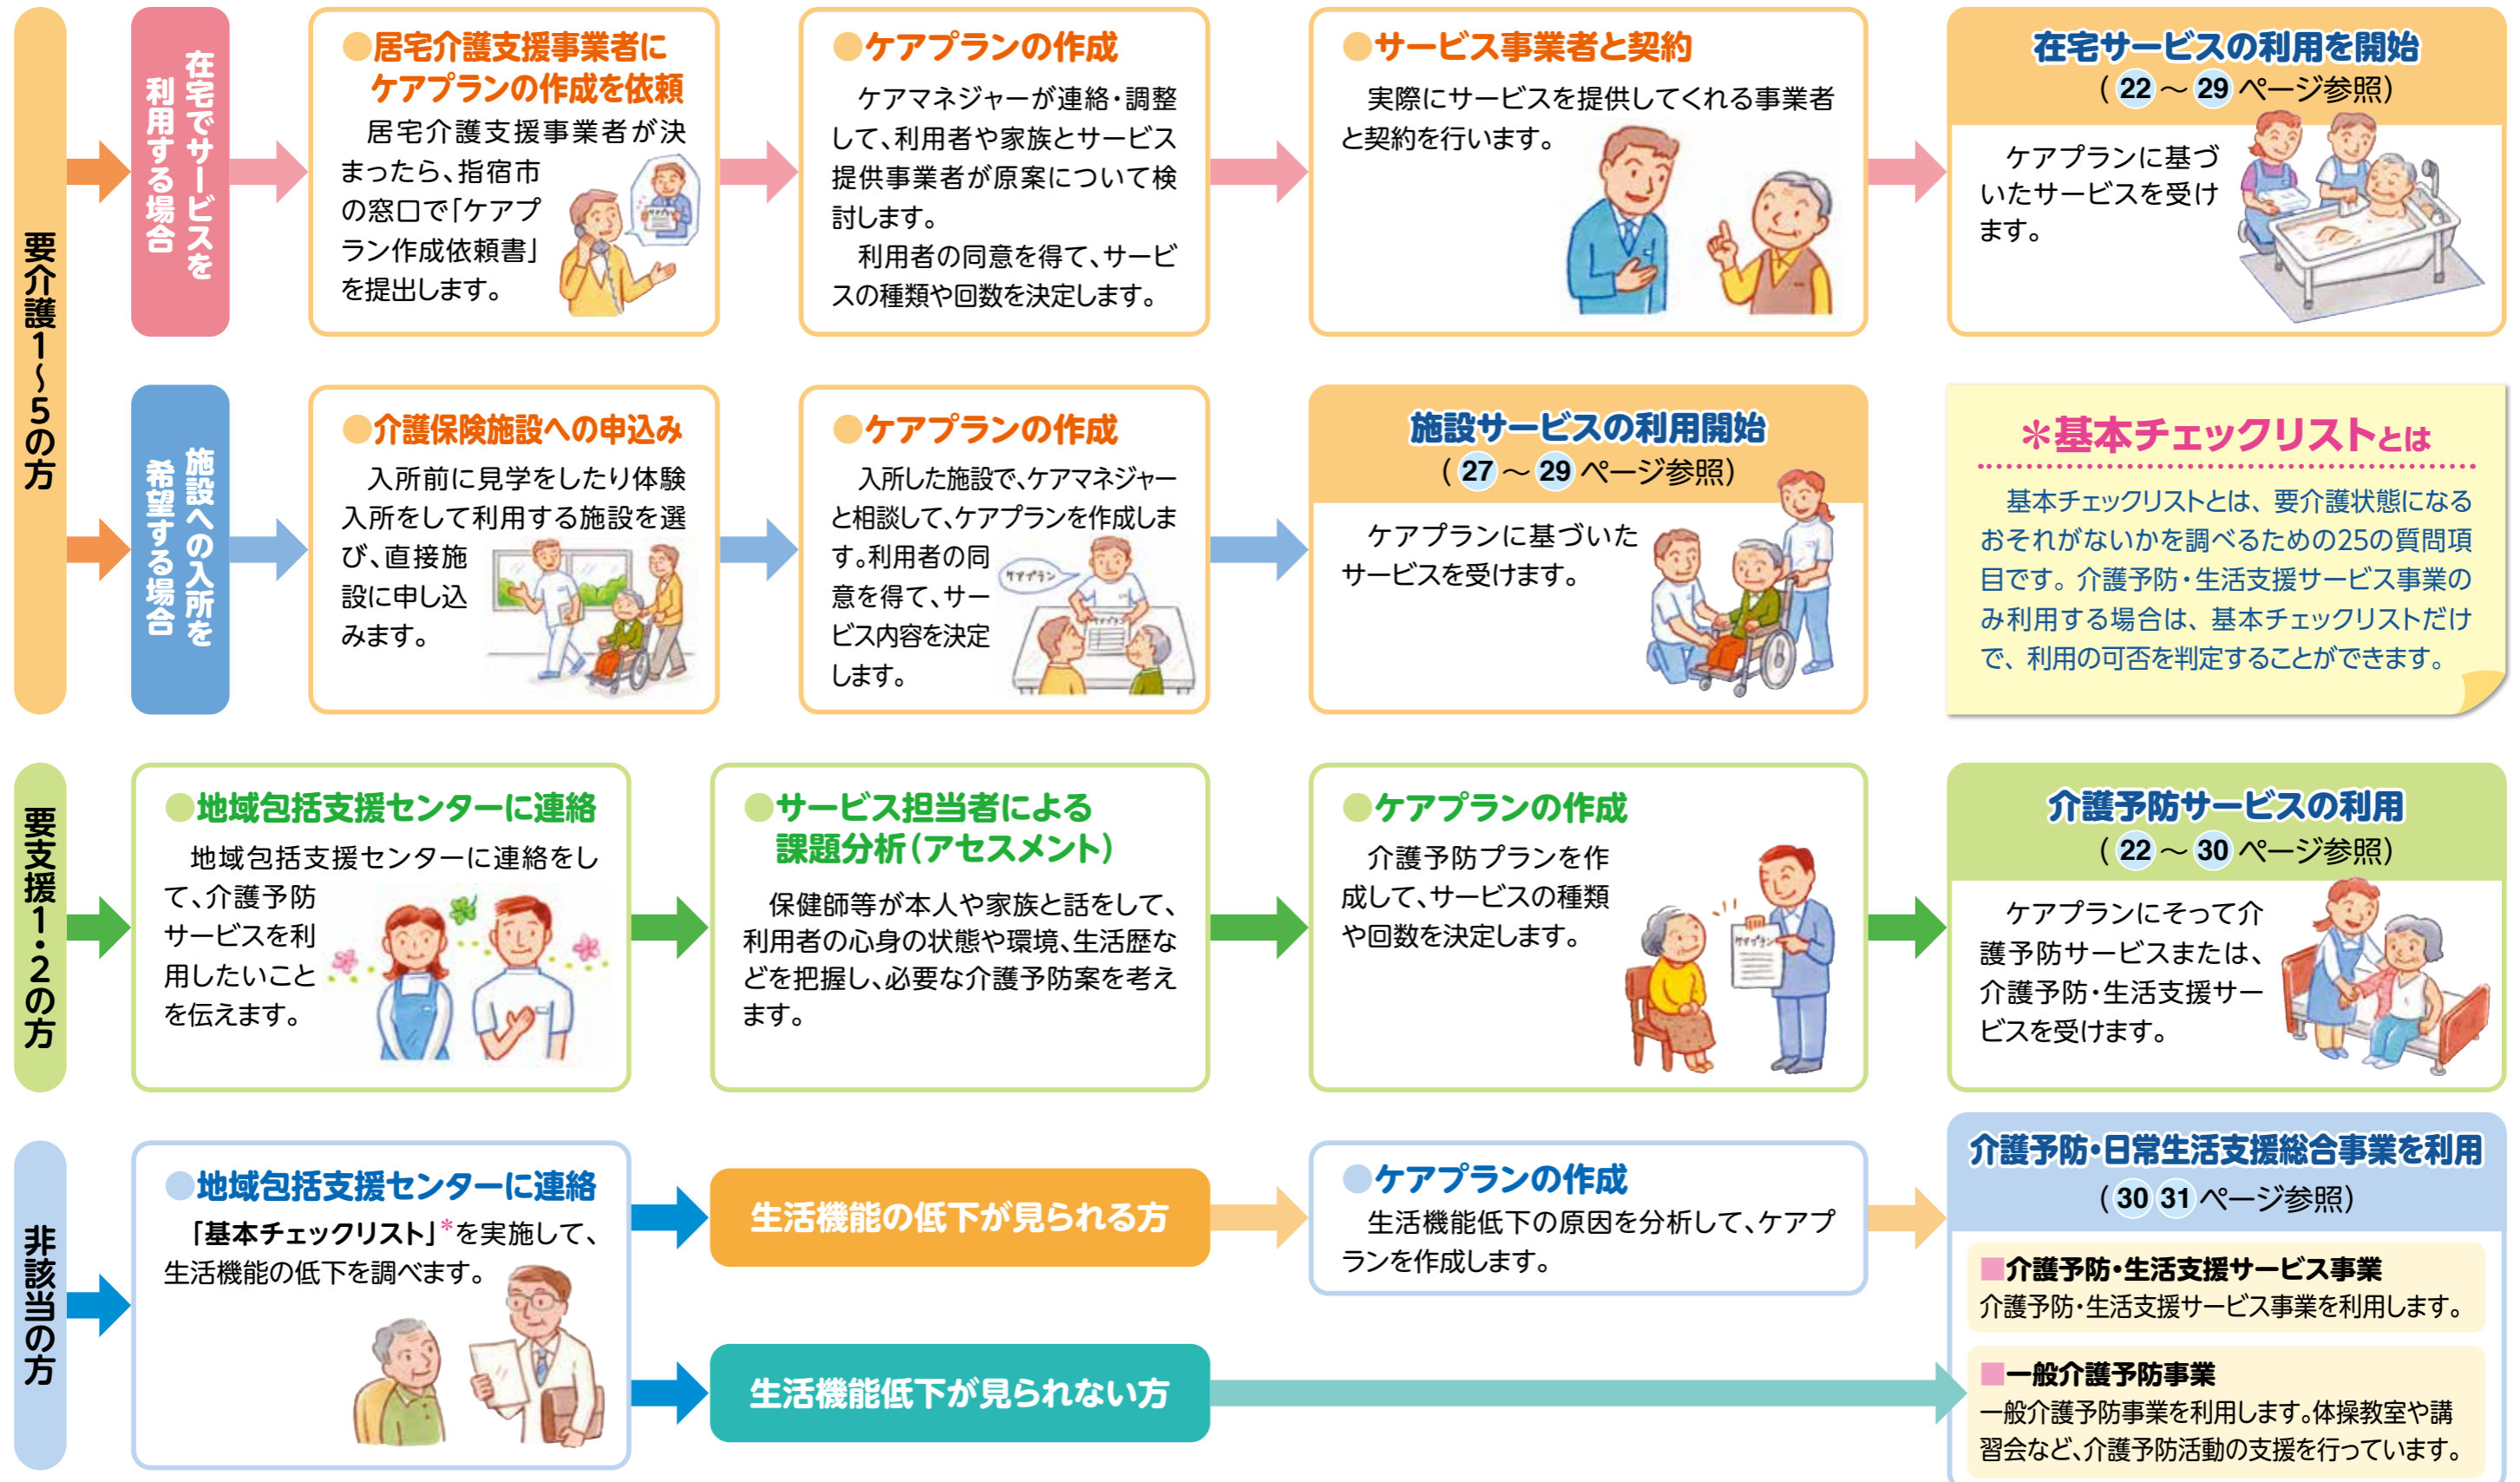 要介護1～5の方
在宅でサービスを
利用する場合
●居宅介護支援事業者に
ケアプランの作成を依頼
居宅介護支援事業者が決
まったら、指宿市
の窓口で「ケアプ
ラン作成依頼書」
を提出します。
●ケアプランの作成
ケアマネジャーが連絡・調整
して、利用者や家族とサービス
提供事業者が原案について検
討します。
利用者の同意を得て、サービ
スの種類や回数を決定します。
●サービス事業者と契約
実際にサービスを提供してくれる事業者
と契約を行います。
在宅サービスの利用を開始
(22～29ページ参照)
ケアプランに基づ
いたサービスを受け
ます。
施設への入所を
希望する場合
●介護保険施設への申込み
入所前に見学をしたり体験
入所をして利用する施設を選
び、直接施
設に申し込
みます。
●ケアプランの作成
入所した施設で、ケアマネジャー
と相談して、ケアプランを作成しま
す。利用者の同
意を得て、サー
ビス内容を決定
します。
ケアプラン
ケアプラン
施設サービスの利用開始
(27～29ページ参照)
ケアプランに基づいた
サービスを受けます。
＊基本チェックリストとは
基本チェックリストとは、要介護状態になる
おそれがないかを調べるための25の質問項
目です。介護予防・生活支援サービス事業の
み利用する場合は、基本チェックリストだけ
で、利用の可否を判定することができます。
要支援1・2の方
●地域包括支援センターに連絡
地域包括支援センターに連絡をし
て、介護予防
サービスを利
用したいこと
を伝えます。
●サービス担当者による
課題分析（アセスメント）
保健師等が本人や家族と話をして、
利用者の心身の状態や環境、生活歴な
どを把握し、必要な介護予防案を考え
ます。
●ケアプランの作成
介護予防プランを作
成して、サービスの種類
や回数を決定します。
ケアプラン
介護予防サービスの利用
(22～30ページ参照)
ケアプランにそって介
護予防サービスまたは、
介護予防・生活支援サー
ビスを受けます。
非該当の方
●地域包括支援センターに連絡
「基本チェックリスト」＊を実施して、
生活機能の低下を調べます。
生活機能の低下が見られる方
●ケアプランの作成
生活機能低下の原因を分析して、ケアプ
ランを作成します。
生活機能低下が見られない方
介護予防・日常生活支援総合事業を利用
(30 31ページ参照)
■介護予防・生活支援サービス事業
介護予防・生活支援サービス事業を利用します。
■一般介護予防事業
一般介護予防事業を利用します。体操教室や講
習会など、介護予防活動の支援を行っています。